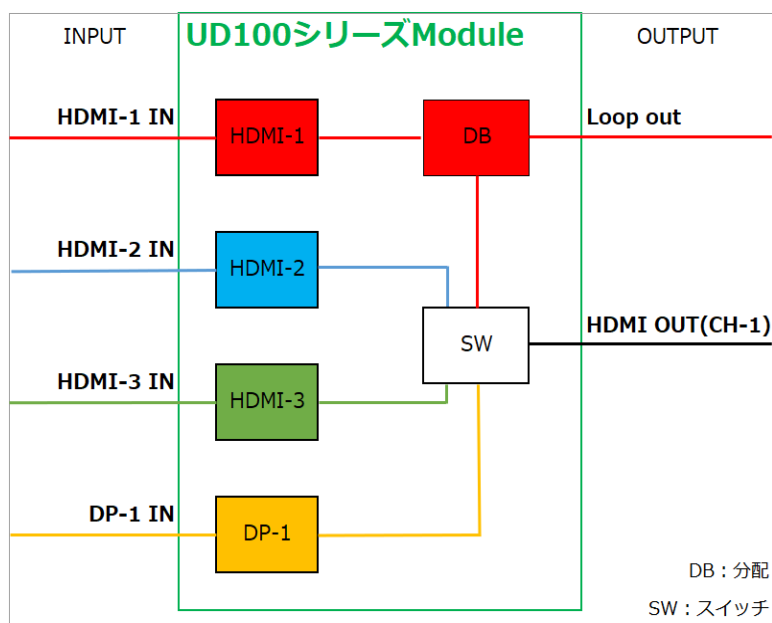 INPUT
UD100シリーズModule
OUTPUT
HDMI-1 IN
HDMI-1
DB
Loop out
HDMI-2 IN
HDMI-2
HDMI OUT(CH-1)
SW
HDMI-3 IN
HDMI-3
DP-1 IN
DP-1
DB：分配
SW：スイッチ